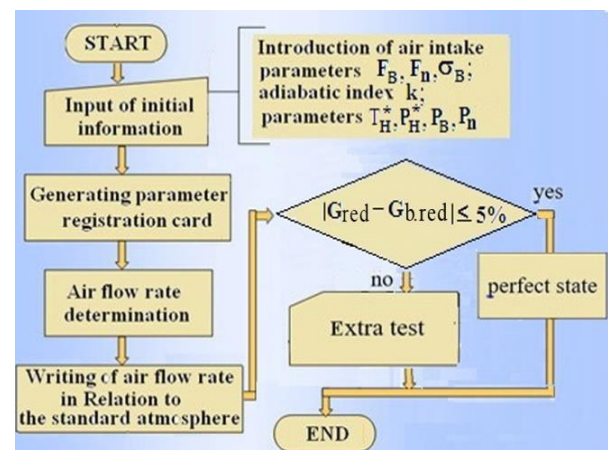 START
Introduction of air intake
parameters F_B, F_n, σ_B;
adiabatic index k;
parameters T*_H, P*_H, P_B, P_n
Input of initial
information
Generating parameter
registration card
Air flow rate
determination
Writing of air flow rate
in Relation to
the standard atmosphere
|G_red – G_b.red| ≤ 5%
yes
no
perfect state
Extra test
END